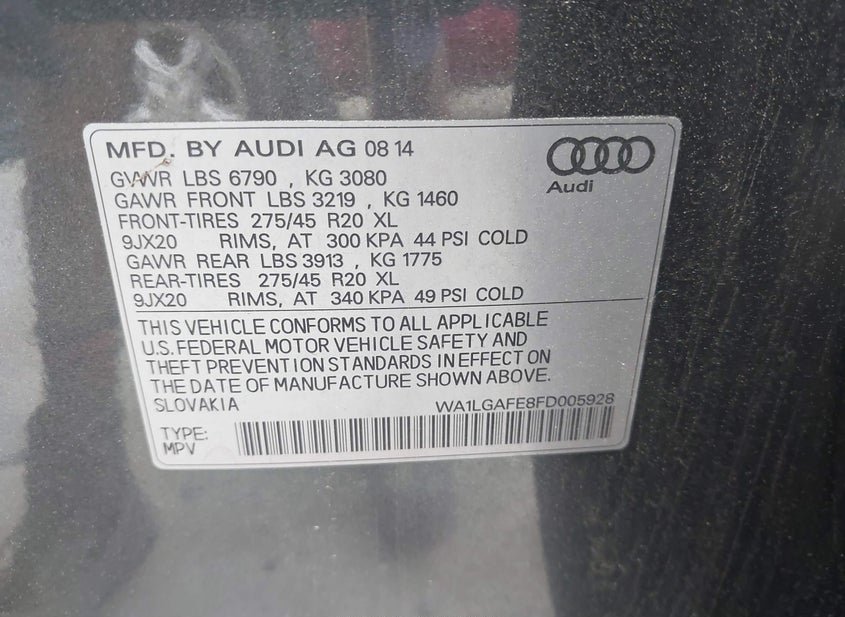 MFD. BY AUDI AG 08 14
Audi
GVWR LBS 6790 , KG 3080
GAWR FRONT LBS 3219 , KG 1460
FRONT-TIRES 275/45 R20 XL
9JX20 RIMS, AT 300 KPA 44 PSI COLD
GAWR REAR LBS 3913 , KG 1775
REAR-TIRES 275/45 R20 XL
9JX20 RIMS, AT 340 KPA 49 PSI COLD
THIS VEHICLE CONFORMS TO ALL APPLICABLE
U.S. FEDERAL MOTOR VEHICLE SAFETY AND
THEFT PREVENTION STANDARDS IN EFFECT ON
THE DATE OF MANUFACTURE SHOWN ABOVE.
SLOVAKIA WA1LGAFE8FD005928
TYPE:
MPV